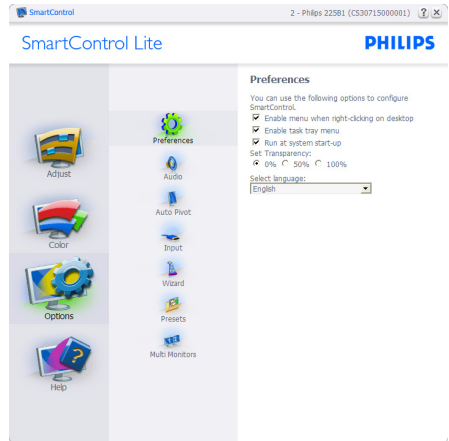 SmartControl
2 - Philips 225B1 (CS30715000001)
SmartControl Lite
PHILIPS
Adjust
Color
Options
Help
Preferences
Audio
Auto Pivot
Input
Wizard
Presets
Multi Monitors
Preferences
You can use the following options to configure
SmartControl.
Enable menu when right-clicking on desktop
Enable task tray menu
Run at system start-up
Set Transparency:
0% 50% 100%
Select language:
English